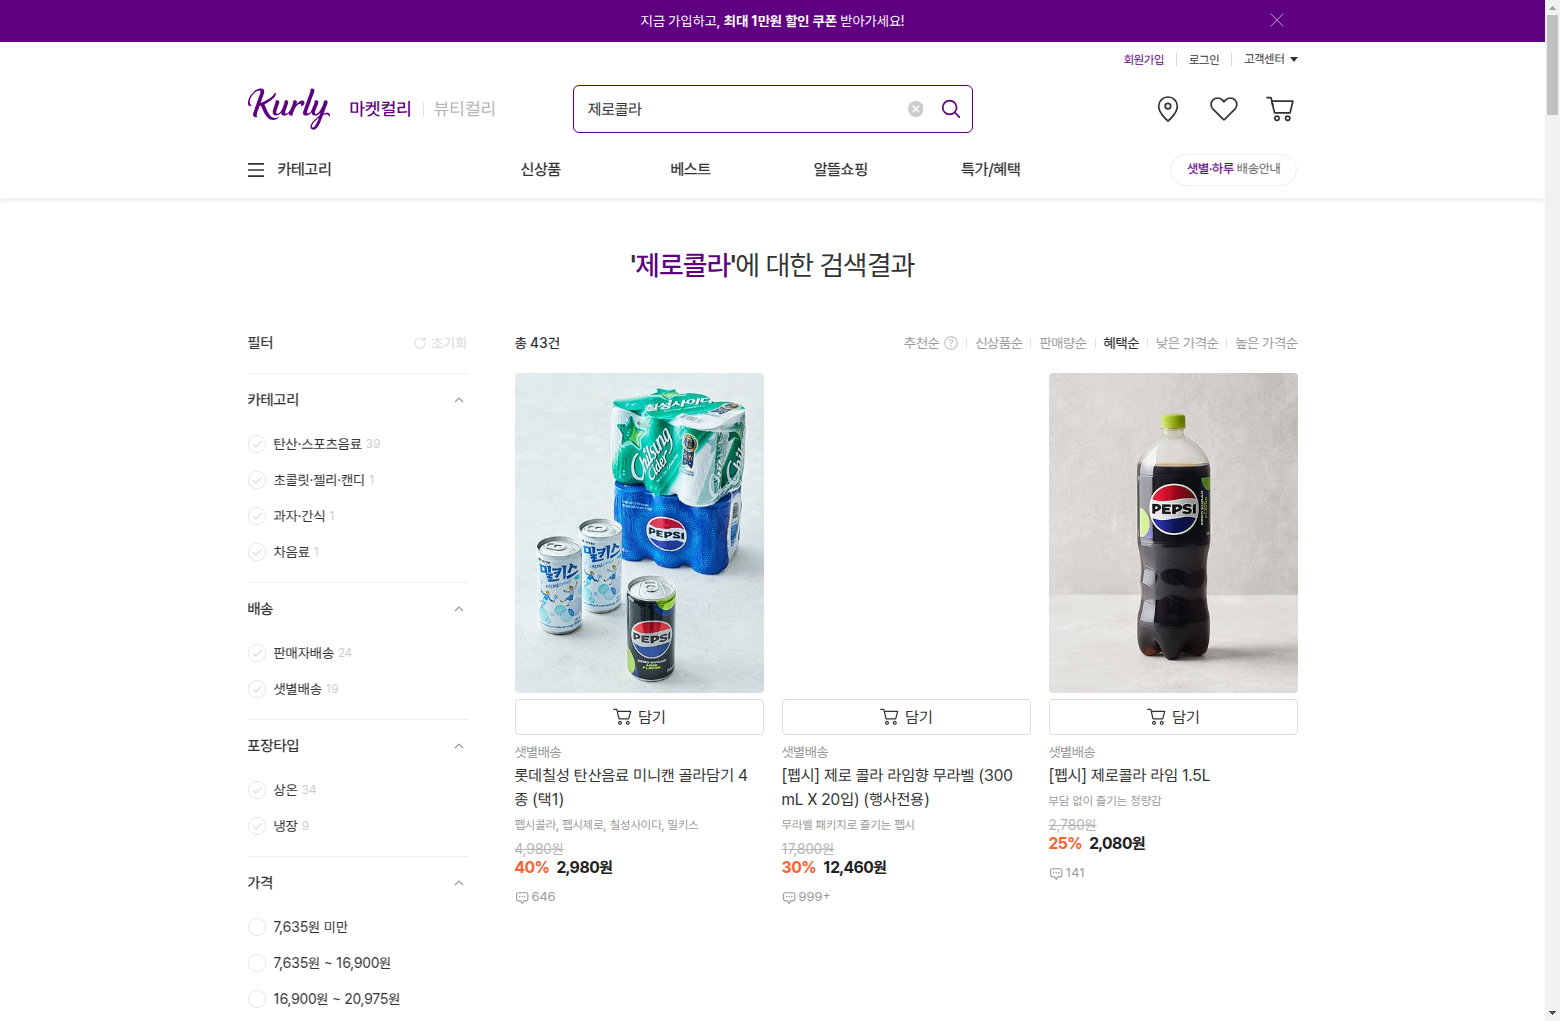 지금 가입하고, 최대 1만원 할인 쿠폰 받아가세요!
회원가입
로그인
고객센터
Kurly
마켓컬리
뷰티컬리
제로콜라
카테고리
신상품
베스트
알뜰쇼핑
특가/혜택
샛별·하루 배송안내
'제로콜라'에 대한 검색결과
필터
초기화
총 43건
추천순
신상품순
판매량순
혜택순
낮은 가격순
높은 가격순
카테고리
탄산·스포츠음료 39
초콜릿·젤리·캔디 1
과자·간식 1
차음료 1
배송
판매자배송 24
샛별배송 19
포장타입
상온 34
냉장 9
가격
7,635원 미만
7,635원 ~ 16,900원
16,900원 ~ 20,975원
칠성사이다
Chilsung
Cider
PEPSI
밀키스
밀키스
PEPSI
담기
샛별배송
롯데칠성 탄산음료 미니캔 골라담기 4
종 (택1)
펩시콜라, 펩시제로, 칠성사이다, 밀키스
4,980원
40% 2,980원
646
담기
샛별배송
[펩시] 제로 콜라 라임향 무라벨 (300
mL X 20입) (행사전용)
무라벨 패키지로 즐기는 펩시
17,800원
30% 12,460원
999+
PEPSI
담기
샛별배송
[펩시] 제로콜라 라임 1.5L
부담 없이 즐기는 청량감
2,780원
25% 2,080원
141